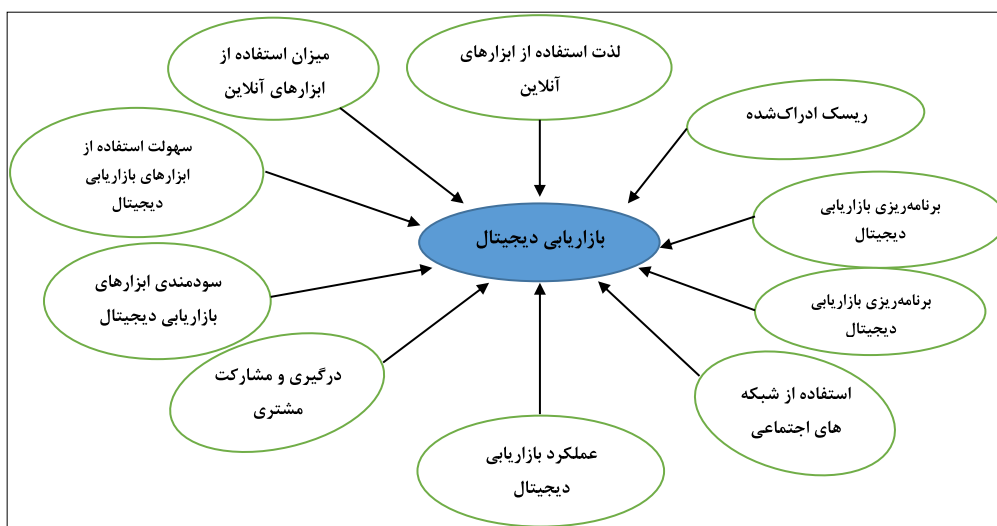 لذت استفاده از ابزارهای
آنلاین
میزان استفاده از
ابزارهای آنلاین
ریسک ادراک‌شده
سهولت استفاده از
ابزارهای بازاریابی
دیجیتال
برنامه‌ریزی بازاریابی
دیجیتال
بازاریابی دیجیتال
سودمندی ابزارهای
بازاریابی دیجیتال
برنامه‌ریزی بازاریابی
دیجیتال
درگیری و مشارکت
مشتری
استفاده از شبکه
های اجتماعی
عملکرد بازاریابی
دیجیتال